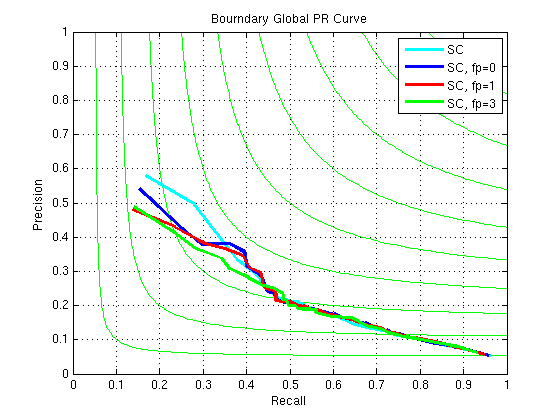 Bourndary Global PR Curve
1
0.9
0.8
0.7
0.6
0.5
0.4
0.3
0.2
0.1
0
Precision
SC
SC, fp=0
SC, fp=1
SC, fp=3
0 0.1 0.2 0.3 0.4 0.5 0.6 0.7 0.8 0.9 1
Recall